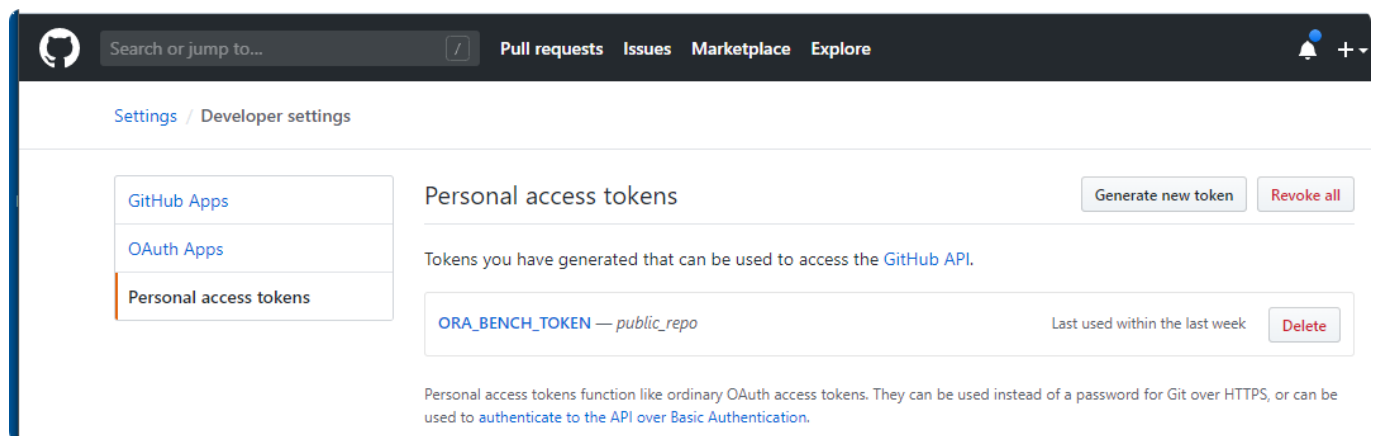 Search or jump to... / Pull requests Issues Marketplace Explore
Settings / Developer settings
GitHub Apps
OAuth Apps
Personal access tokens
Personal access tokens
Generate new token
Revoke all
Tokens you have generated that can be used to access the GitHub API.
ORA_BENCH_TOKEN — public_repo
Last used within the last week
Delete
Personal access tokens function like ordinary OAuth access tokens. They can be used instead of a password for Git over HTTPS, or can be
used to authenticate to the API over Basic Authentication.